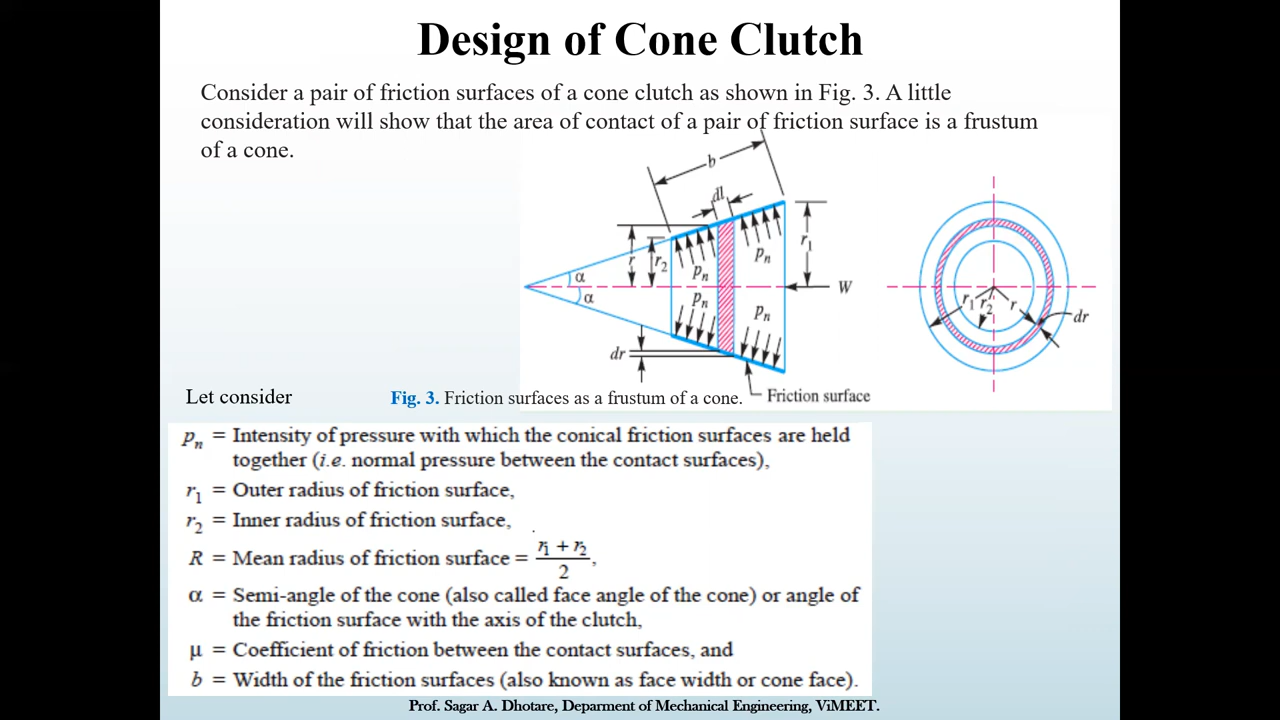 Design of Cone Clutch
Consider a pair of friction surfaces of a cone clutch as shown in Fig. 3. A little
consideration will show that the area of contact of a pair of friction surface is a frustum
of a cone.
b
dl
r
r2
α
α
pn
pn
pn
pn
r1
W
dr
r1 r2 r
dr
Friction surface
Let consider
Fig. 3. Friction surfaces as a frustum of a cone.
pn = Intensity of pressure with which the conical friction surfaces are held
together (i.e. normal pressure between the contact surfaces),
r1 = Outer radius of friction surface,
r2 = Inner radius of friction surface,
R = Mean radius of friction surface = r1 + r2 / 2,
α = Semi-angle of the cone (also called face angle of the cone) or angle of
the friction surface with the axis of the clutch,
μ = Coefficient of friction between the contact surfaces, and
b = Width of the friction surfaces (also known as face width or cone face).
Prof. Sagar A. Dhotare, Deparment of Mechanical Engineering, ViMEET.